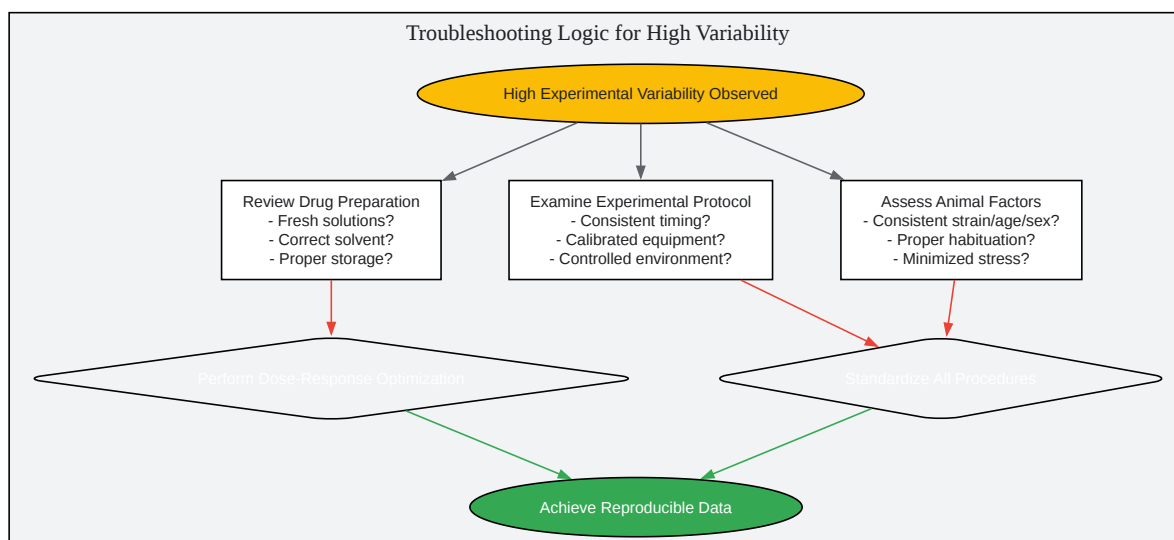 Troubleshooting Logic for High Variability
High Experimental Variability Observed
Review Drug Preparation
- Fresh solutions?
- Correct solvent?
- Proper storage?
Examine Experimental Protocol
- Consistent timing?
- Calibrated equipment?
- Controlled environment?
Assess Animal Factors
- Consistent strain/age/sex?
- Proper habituation?
- Minimized stress?
Perform Dose-Response Optimization
Standardize All Procedures
Achieve Reproducible Data